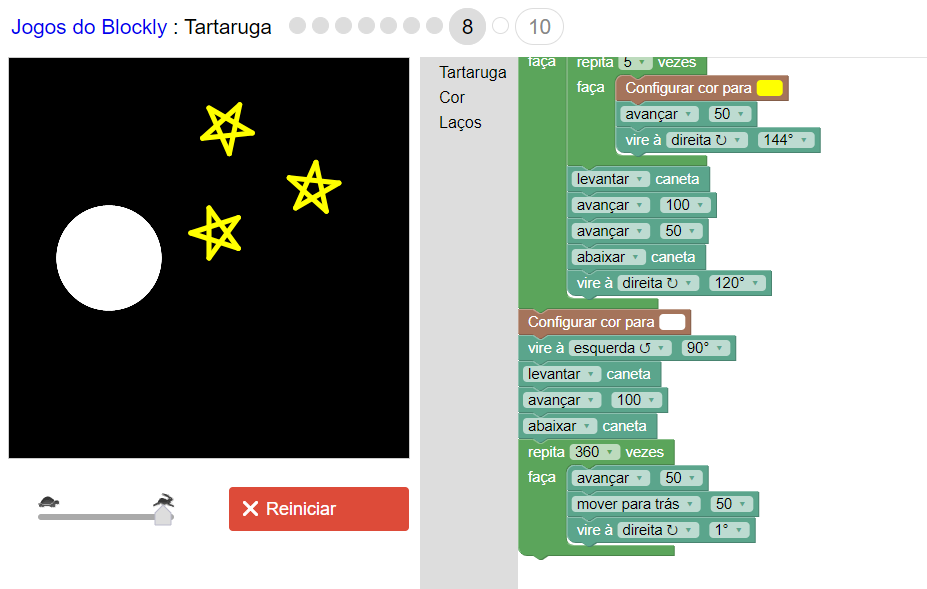 Jogos do Blockly : Tartaruga 8 10
Tartaruga
Cor
Laços
faça repita 5 vezes
faça Configurar cor para
avançar 50
vire à direita ↻ 144°
levantar caneta
avançar 100
avançar 50
abaixar caneta
vire à direita ↻ 120°
Configurar cor para
vire à esquerda ↺ 90°
levantar caneta
avançar 100
abaixar caneta
repita 360 vezes
faça avançar 50
mover para trás 50
vire à direita ↻ 1°
Reiniciar